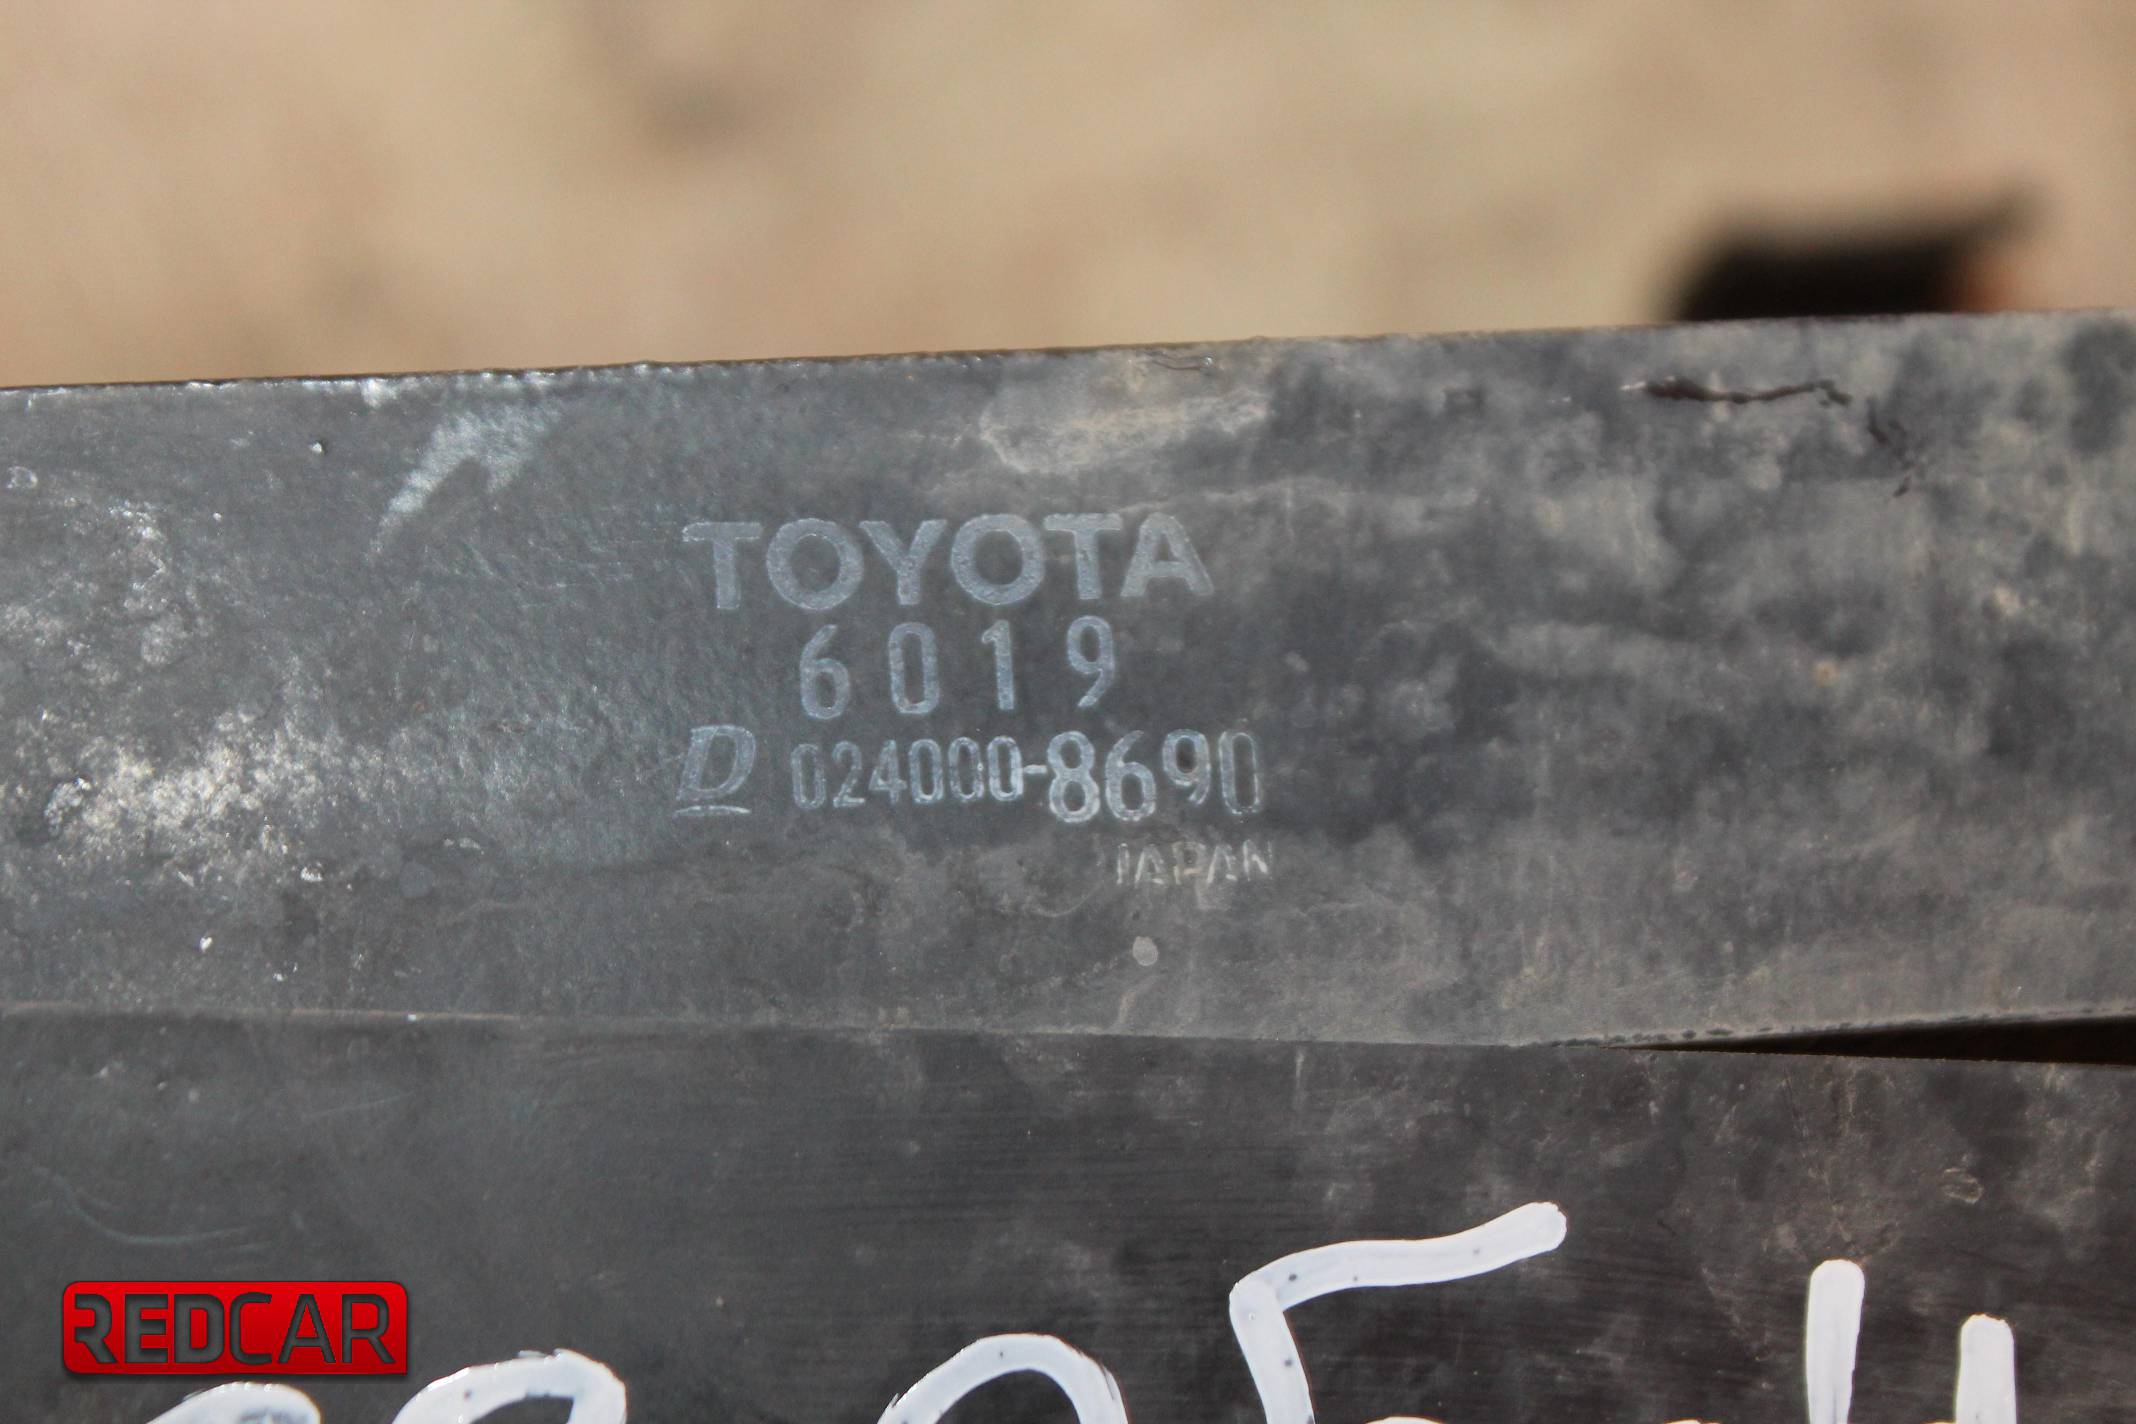 TOYOTA
6019
D 024000-8690
JAPAN
REDCAR